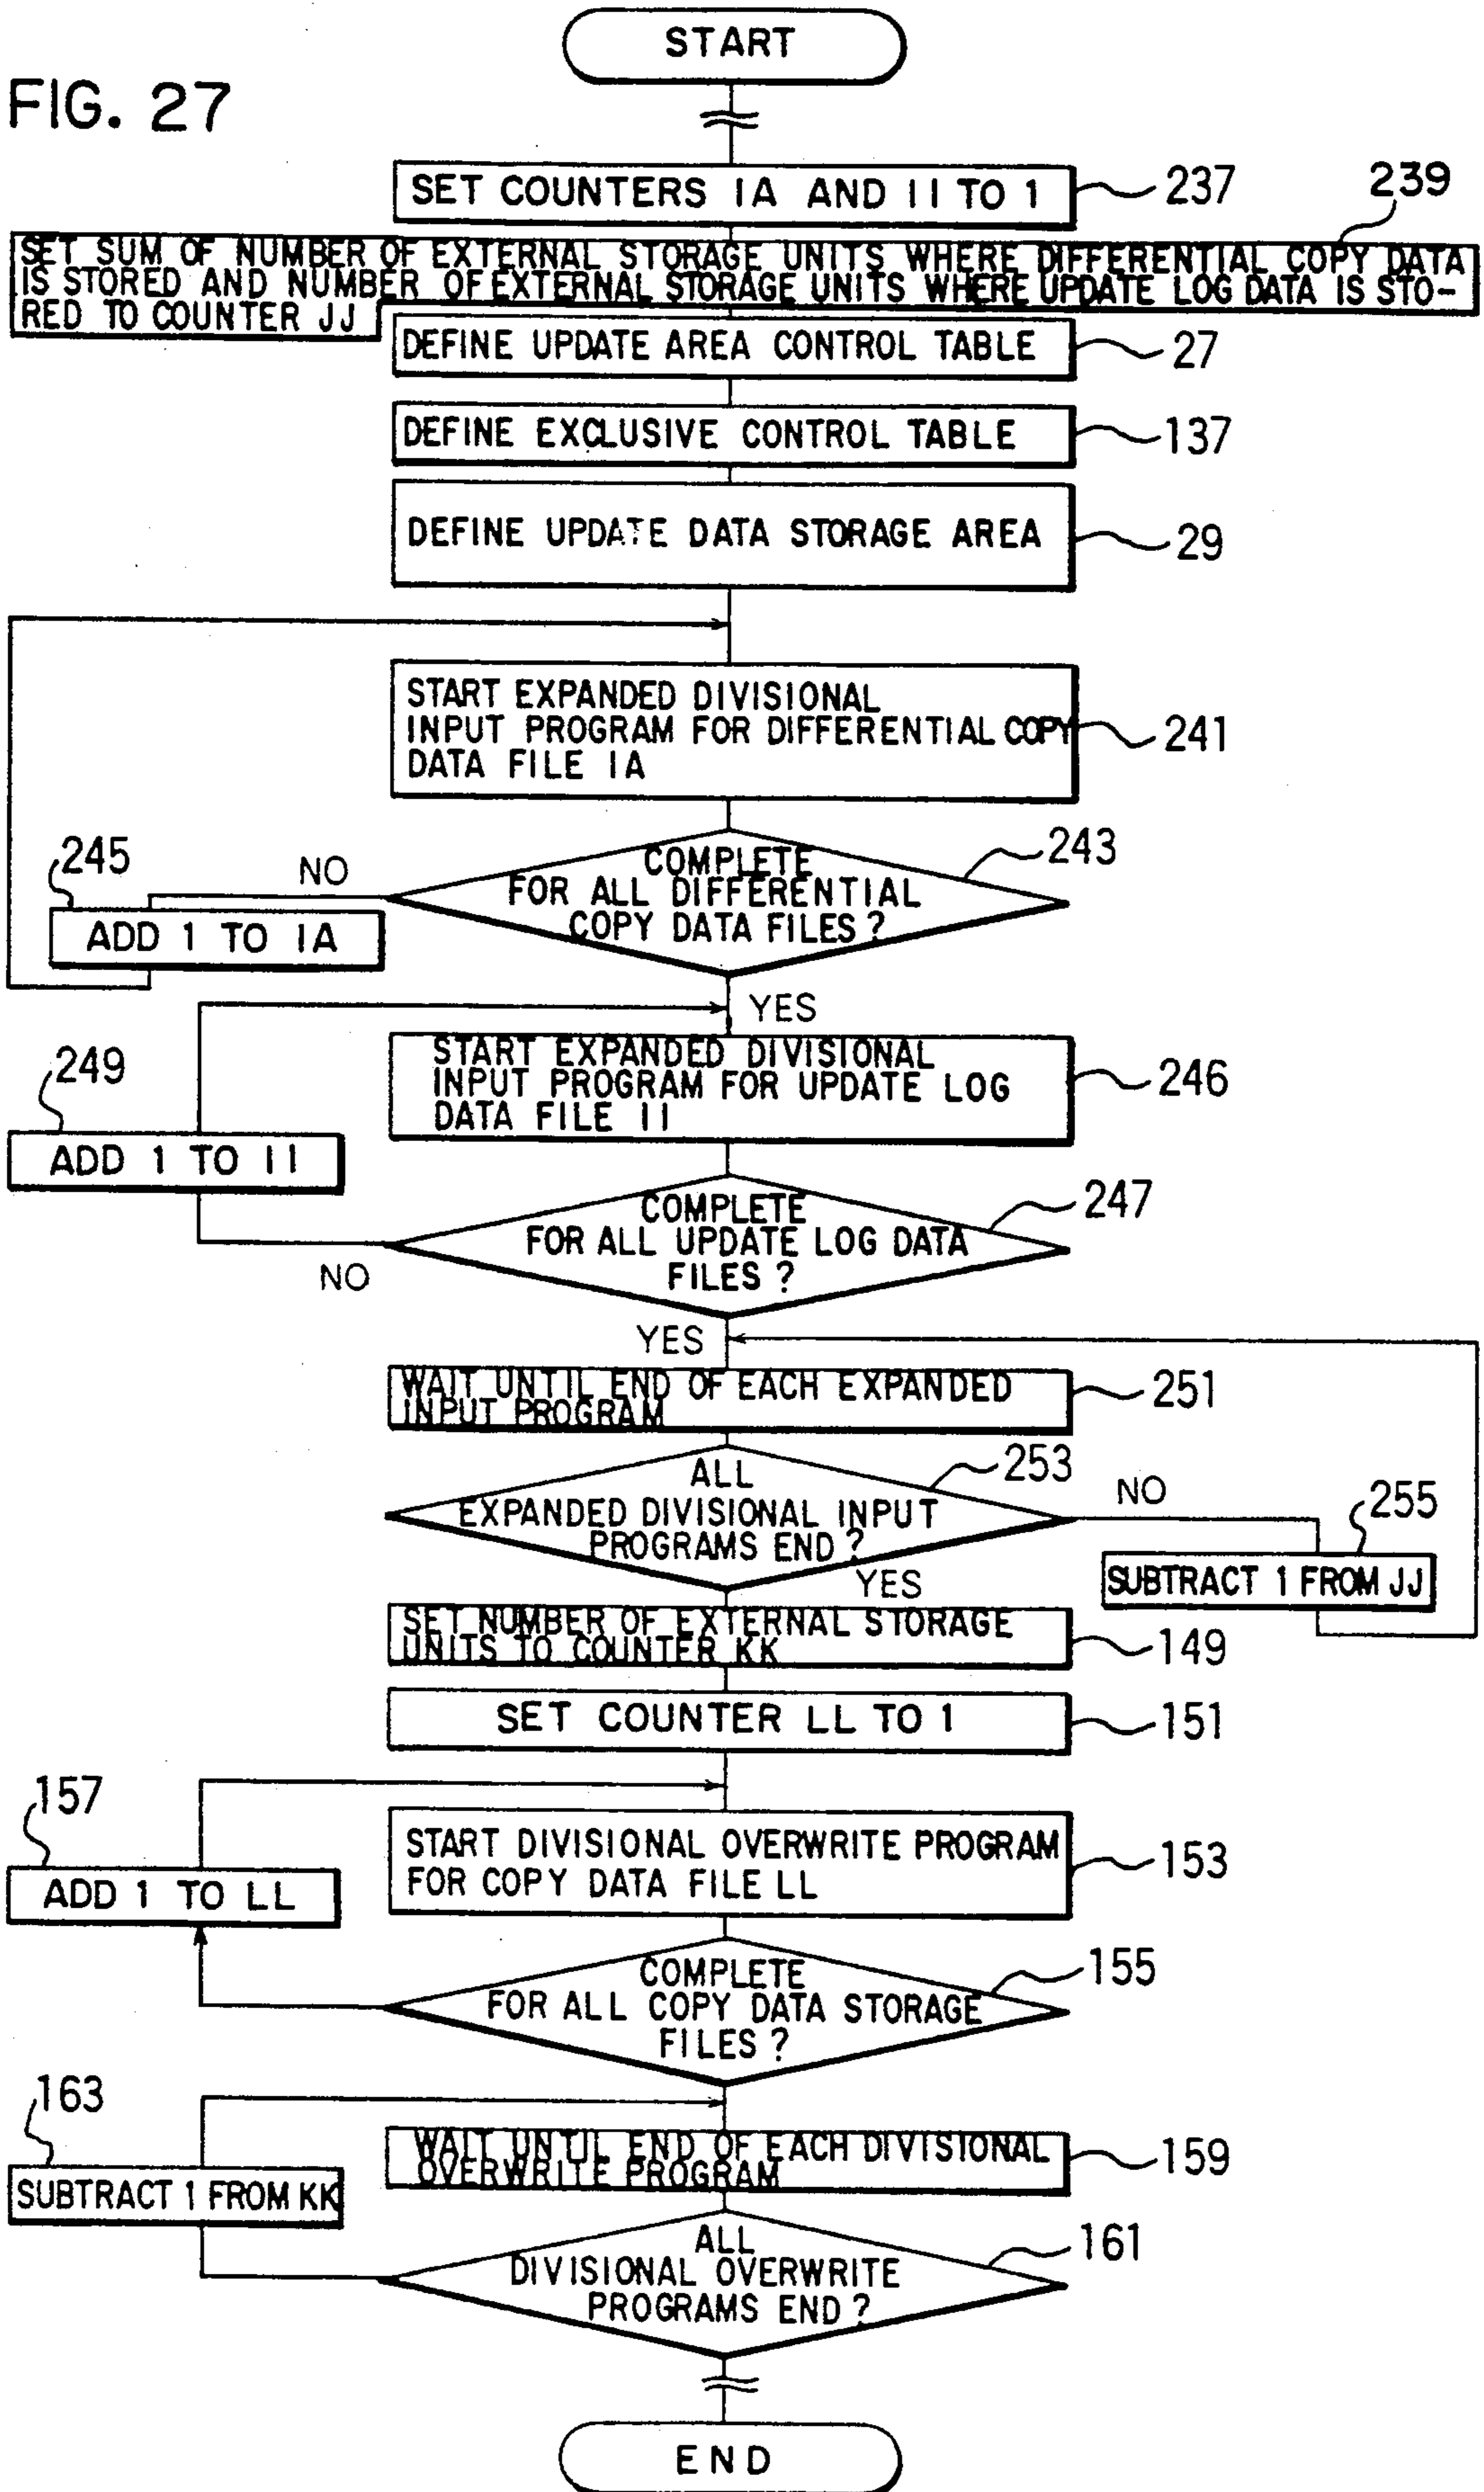 START
FIG. 27
SET COUNTERS IA AND II TO 1
237
239
SET SUM OF NUMBER OF EXTERNAL STORAGE UNITS WHERE DIFFERENTIAL COPY DATA
IS STORED AND NUMBER OF EXTERNAL STORAGE UNITS WHERE UPDATE LOG DATA IS STO-
RED TO COUNTER JJ
DEFINE UPDATE AREA CONTROL TABLE
27
DEFINE EXCLUSIVE CONTROL TABLE
137
DEFINE UPDATE DATA STORAGE AREA
29
START EXPANDED DIVISIONAL
INPUT PROGRAM FOR DIFFERENTIAL COPY
DATA FILE IA
241
243
COMPLETE
FOR ALL DIFFERENTIAL
COPY DATA FILES?
NO
245
ADD 1 TO IA
YES
START EXPANDED DIVISIONAL
INPUT PROGRAM FOR UPDATE LOG
DATA FILE II
246
249
ADD 1 TO II
247
COMPLETE
FOR ALL UPDATE LOG DATA
FILES?
NO
YES
WAIT UNTIL END OF EACH EXPANDED
INPUT PROGRAM
251
253
ALL
EXPANDED DIVISIONAL INPUT
PROGRAMS END?
NO
255
SUBTRACT 1 FROM JJ
YES
SET NUMBER OF EXTERNAL STORAGE
UNITS TO COUNTER KK
149
SET COUNTER LL TO 1
151
157
ADD 1 TO LL
START DIVISIONAL OVERWRITE PROGRAM
FOR COPY DATA FILE LL
153
155
COMPLETE
FOR ALL COPY DATA STORAGE
FILES?
163
SUBTRACT 1 FROM KK
WAIT UNTIL END OF EACH DIVISIONAL
OVERWRITE PROGRAM
159
161
ALL
DIVISIONAL OVERWRITE
PROGRAMS END?
END